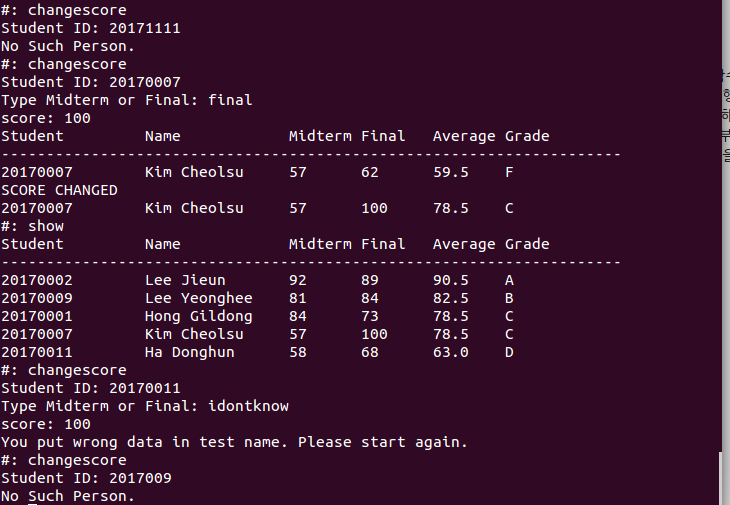 #: changescore
Student ID: 20171111
No Such Person.
#: changescore
Student ID: 20170007
Type Midterm or Final: final
score: 100
Student         Name            Midterm Final   Average Grade
---------------------------------------------------------------------
20170007        Kim Cheolsu     57      62      59.5    F
SCORE CHANGED
20170007        Kim Cheolsu     57      100     78.5    C
#: show
Student         Name            Midterm Final   Average Grade
---------------------------------------------------------------------
20170002        Lee Jieun       92      89      90.5    A
20170009        Lee Yeonghee    81      84      82.5    B
20170001        Hong Gildong    84      73      78.5    C
20170007        Kim Cheolsu     57      100     78.5    C
20170011        Ha Donghun      58      68      63.0    D
#: changescore
Student ID: 20170011
Type Midterm or Final: idontknow
score: 100
You put wrong data in test name. Please start again.
#: changescore
Student ID: 2017009
No Such Person.